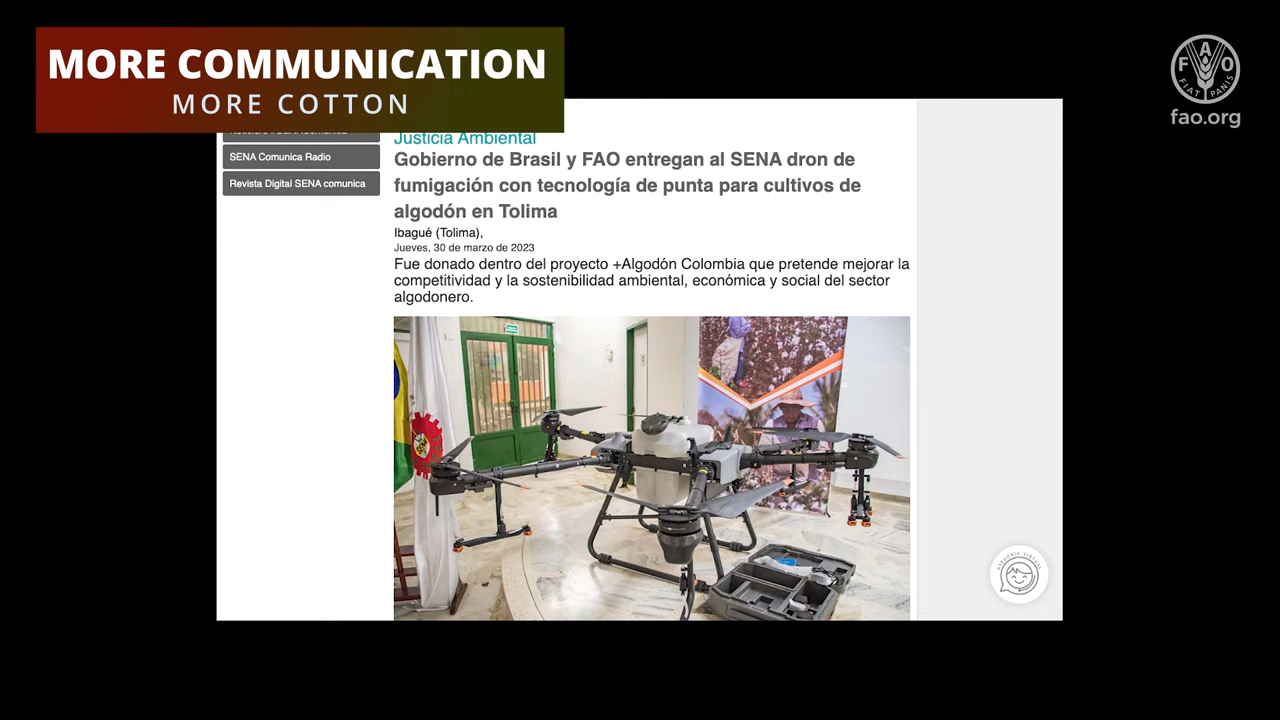 MORE COMMUNICATION
MORE COTTON
FAO
FIAT PANIS
fao.org
SENA Comunica Radio
Revista Digital SENA comunica
Justicia Ambiental
Gobierno de Brasil y FAO entregan al SENA dron de
fumigación con tecnología de punta para cultivos de
algodón en Tolima
Ibagué (Tolima),
Jueves, 30 de marzo de 2023
Fue donado dentro del proyecto +Algodón Colombia que pretende mejorar la
competitividad y la sostenibilidad ambiental, económica y social del sector
algodonero.
ASESORÍA VIRTUAL